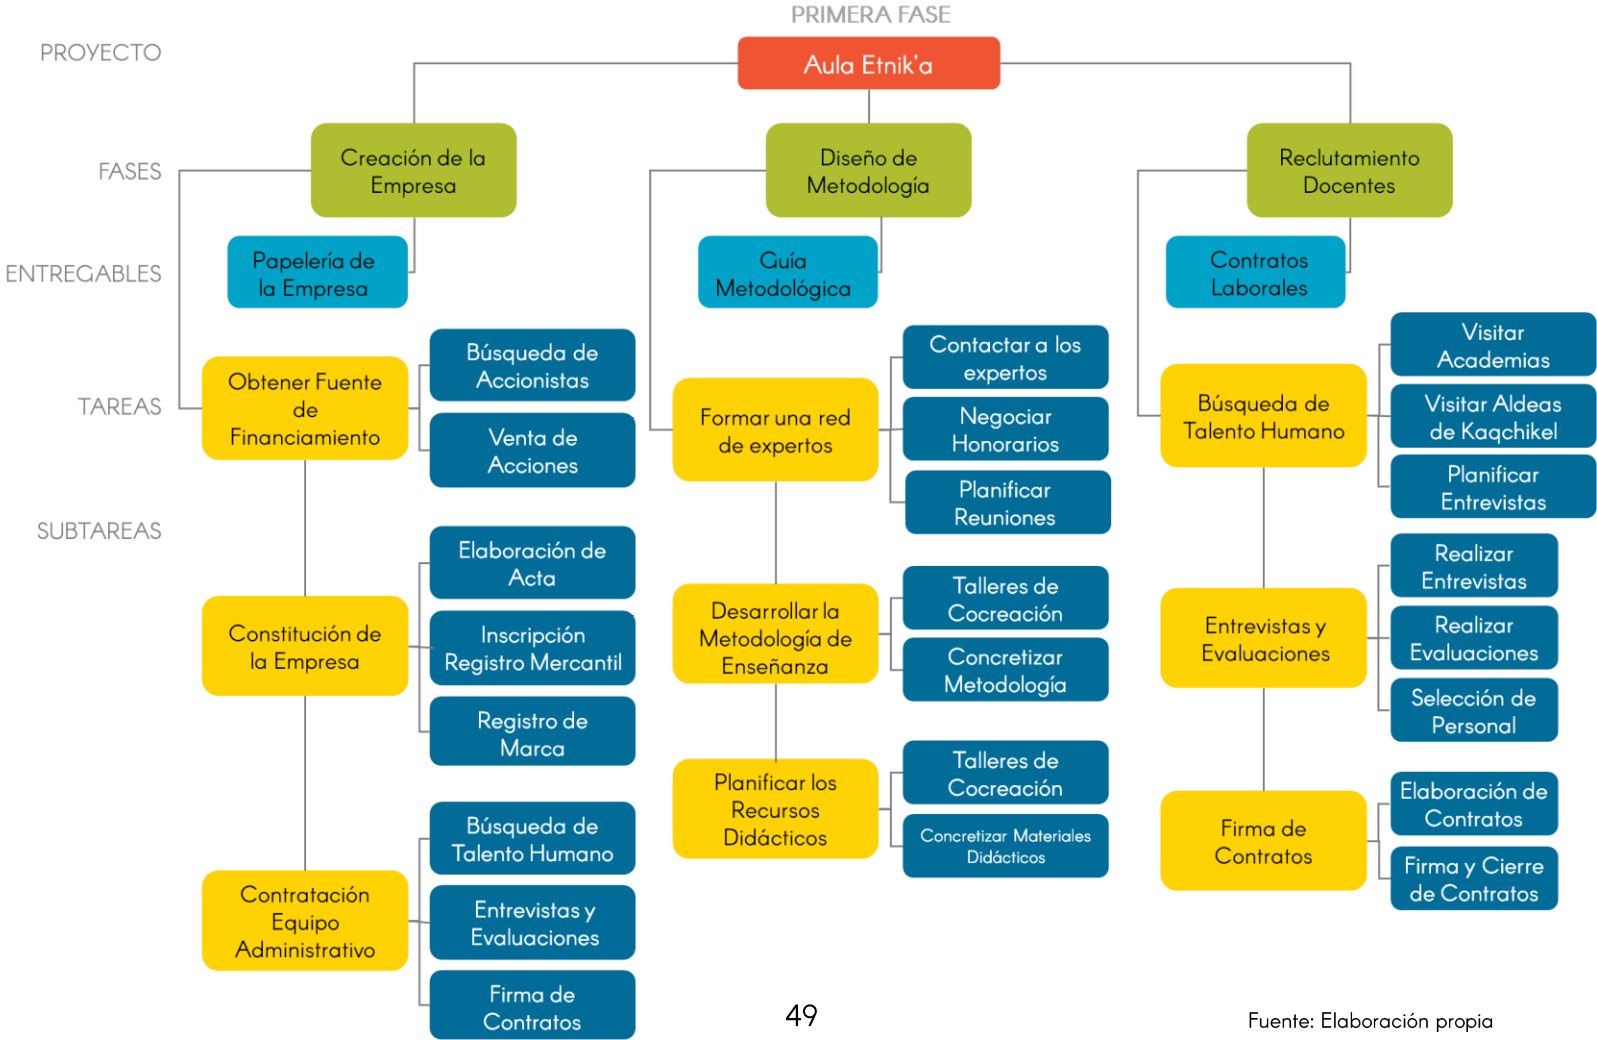 PRIMERA FASE
PROYECTO
Aula Etnik'a
FASES
Creación de la
Empresa
Diseño de
Metodología
Reclutamiento
Docentes
ENTREGABLES
Papelería de
la Empresa
Guía
Metodológica
Contratos
Laborales
TAREAS
SUBTAREAS
Obtener Fuente
de
Financiamiento
Búsqueda de
Accionistas
Venta de
Acciones
Constitución de
la Empresa
Elaboración de
Acta
Inscripción
Registro Mercantil
Registro de
Marca
Contratación
Equipo
Administrativo
Búsqueda de
Talento Humano
Entrevistas y
Evaluaciones
Firma de
Contratos
Formar una red
de expertos
Contactar a los
expertos
Negociar
Honorarios
Planificar
Reuniones
Desarrollar la
Metodología de
Enseñanza
Talleres de
Cocreación
Concretizar
Metodología
Planificar los
Recursos
Didácticos
Talleres de
Cocreación
Concretizar Materiales
Didácticos
Búsqueda de
Talento Humano
Visitar
Academias
Visitar Aldeas
de Kaqchikel
Planificar
Entrevistas
Entrevistas y
Evaluaciones
Realizar
Entrevistas
Realizar
Evaluaciones
Selección de
Personal
Firma de
Contratos
Elaboración de
Contratos
Firma y Cierre
de Contratos
49
Fuente: Elaboración propia